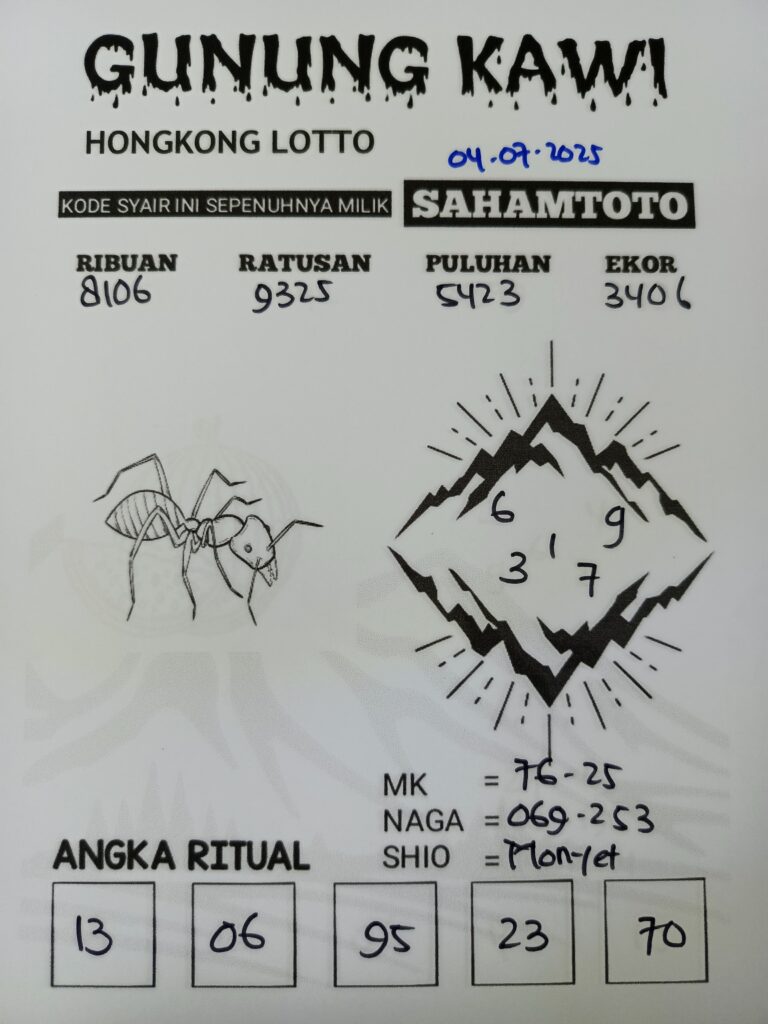 GUNUNG KAWI
HONGKONG LOTTO
04.07.2025
KODE SYAIR INI SEPENUHNYA MILIK SAHAMTOTO
RIBUAN RATUSAN PULUHAN EKOR
8106 9325 5423 3406
6 9
1
3 7
MK = 76-25
NAGA = 069-253
SHIO = Monyet
ANGKA RITUAL
13 06 95 23 70